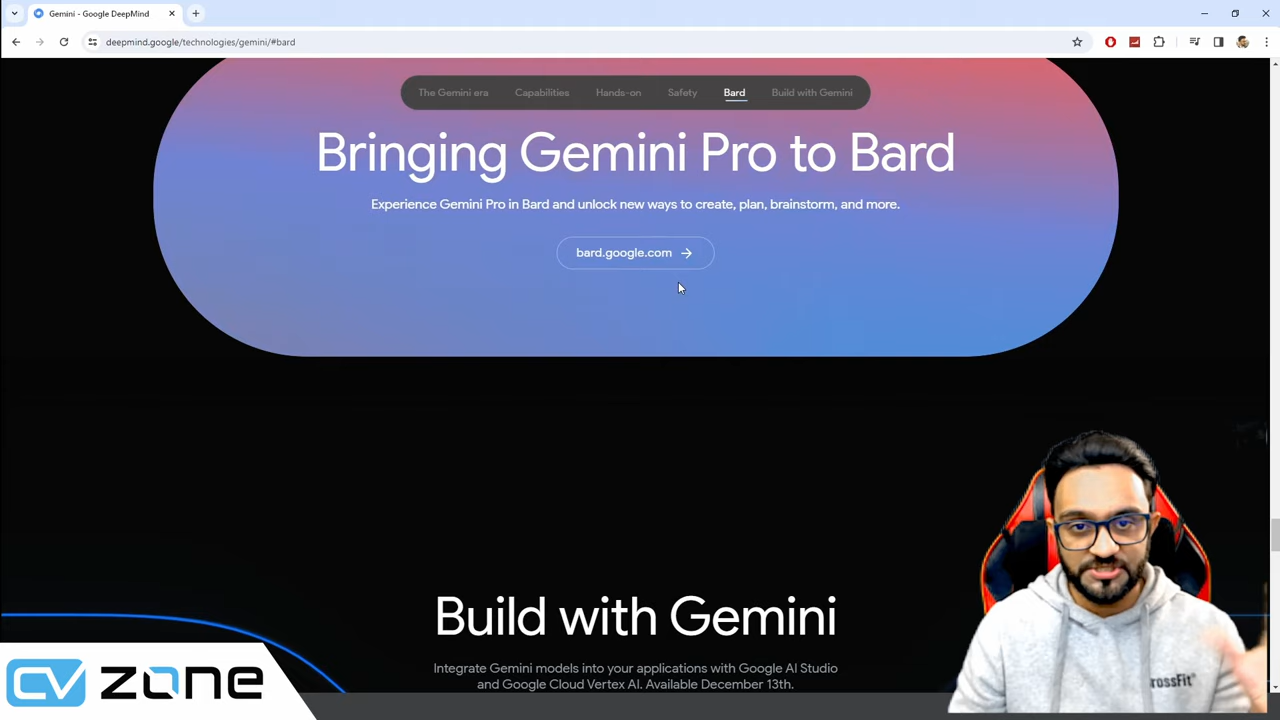 Gemini - Google DeepMind
deepmind.google/technologies/gemini/#bard
The Gemini era
Capabilities
Hands-on
Safety
Bard
Build with Gemini
Bringing Gemini Pro to Bard
Experience Gemini Pro in Bard and unlock new ways to create, plan, brainstorm, and more.
bard.google.com
Build with Gemini
Integrate Gemini models into your applications with Google AI Studio
and Google Cloud Vertex AI. Available December 13th.
CV zone
rossFit